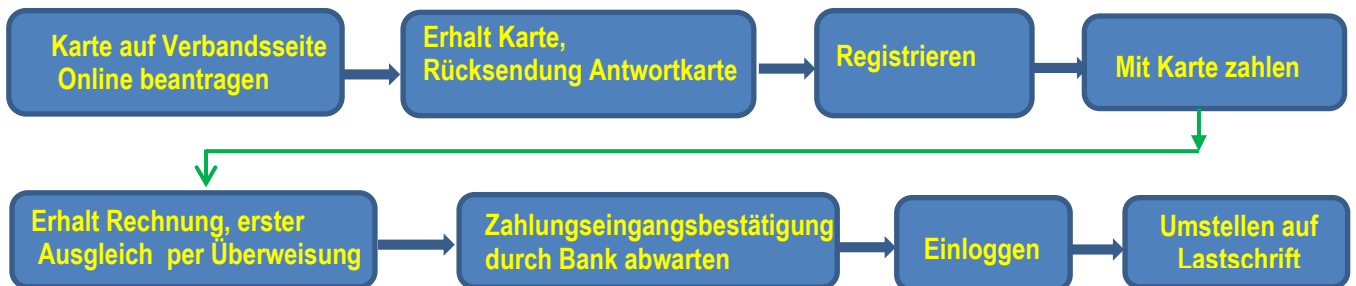 Karte auf Verbandsseite
Online beantragen
Erhalt Karte,
Rücksendung Antwortkarte
Registrieren
Mit Karte zahlen
Erhalt Rechnung, erster
Ausgleich per Überweisung
Zahlungseingangsbestätigung
durch Bank abwarten
Einloggen
Umstellen auf
Lastschrift